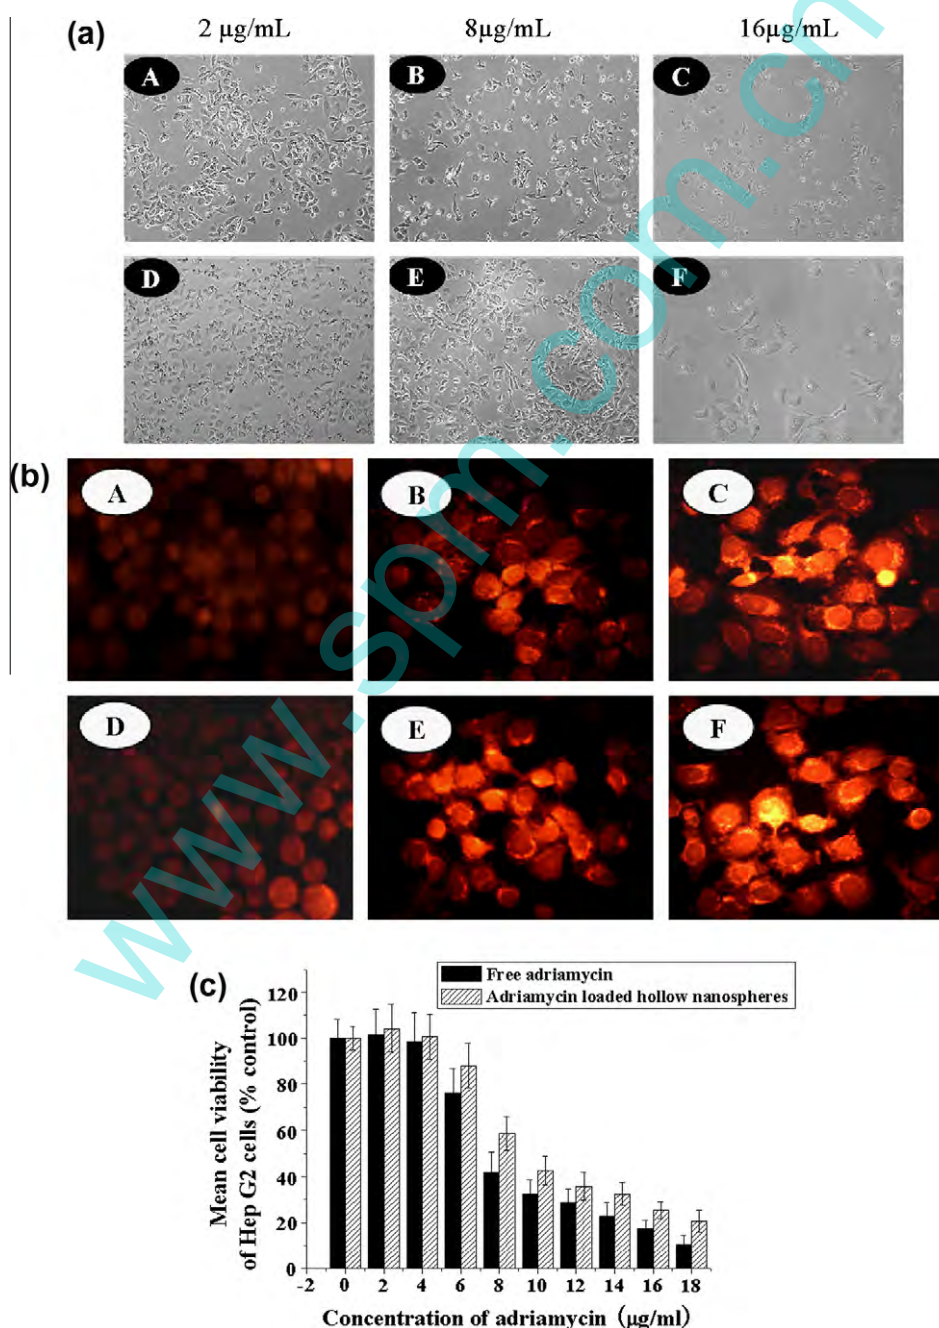 (a)
2 µg/mL 8µg/mL 16µg/mL
A B C
D E F
(b)
A B C
D E F
(c)
Free adriamycin
Adriamycin loaded hollow nanospheres
Mean cell viability
of Hep G2 cells (% control)
120
100
80
60
40
20
0
-2 0 2 4 6 8 10 12 14 16 18
Concentration of adriamycin (µg/ml)
www.spm.com.cn